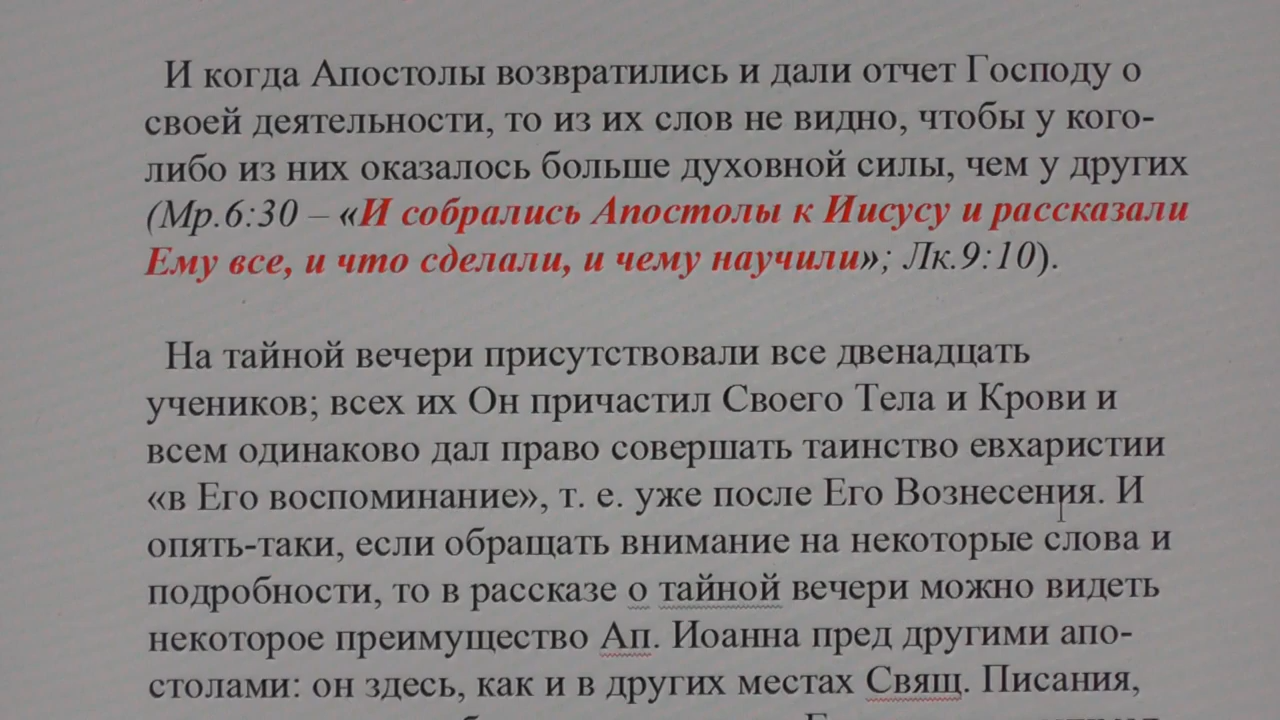 И когда Апостолы возвратились и дали отчет Господу о
своей деятельности, то из их слов не видно, чтобы у кого-
либо из них оказалось больше духовной силы, чем у других
(Мр.6:30 – «И собрались Апостолы к Иисусу и рассказали
Ему все, и что сделали, и чему научили»; Лк.9:10).
На тайной вечери присутствовали все двенадцать
учеников; всех их Он причастил Своего Тела и Крови и
всем одинаково дал право совершать таинство евхаристии
«в Его воспоминание», т. е. уже после Его Вознесения. И
опять-таки, если обращать внимание на некоторые слова и
подробности, то в рассказе о тайной вечери можно видеть
некоторое преимущество Ап. Иоанна пред другими апо-
столами: он здесь, как и в других местах Свящ. Писания,